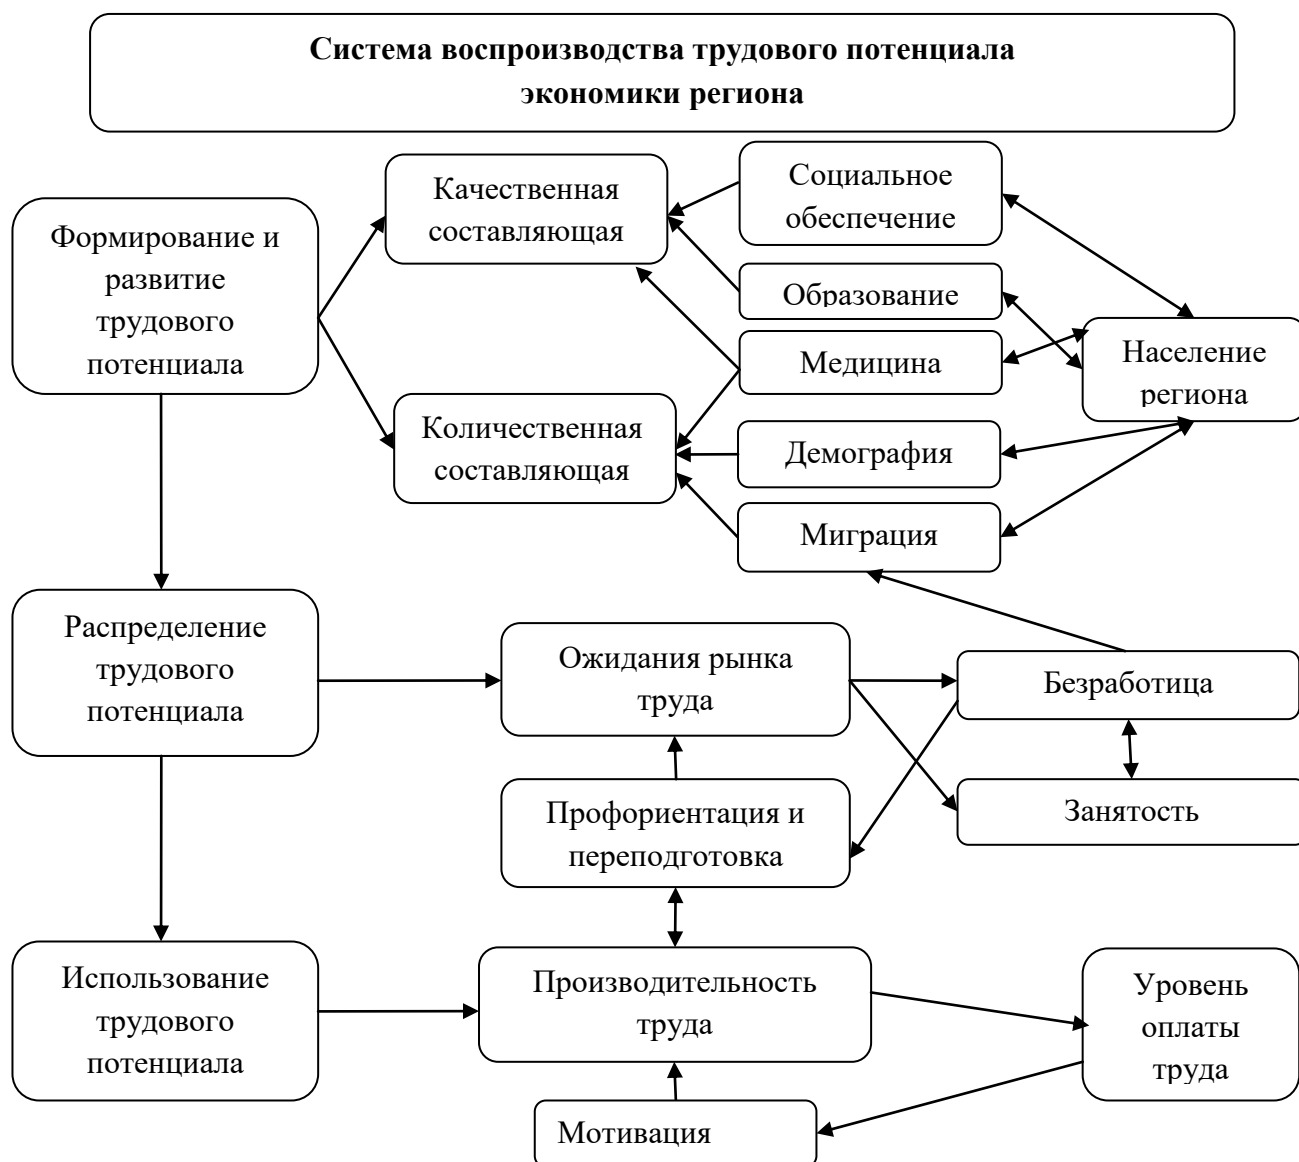 Система воспроизводства трудового потенциала
экономики региона
Формирование и
развитие
трудового
потенциала
Качественная
составляющая
Социальное
обеспечение
Образование
Медицина
Население
региона
Количественная
составляющая
Демография
Миграция
Распределение
трудового
потенциала
Ожидания рынка
труда
Безработица
Профориентация и
переподготовка
Занятость
Использование
трудового
потенциала
Производительность
труда
Уровень
оплаты
труда
Мотивация